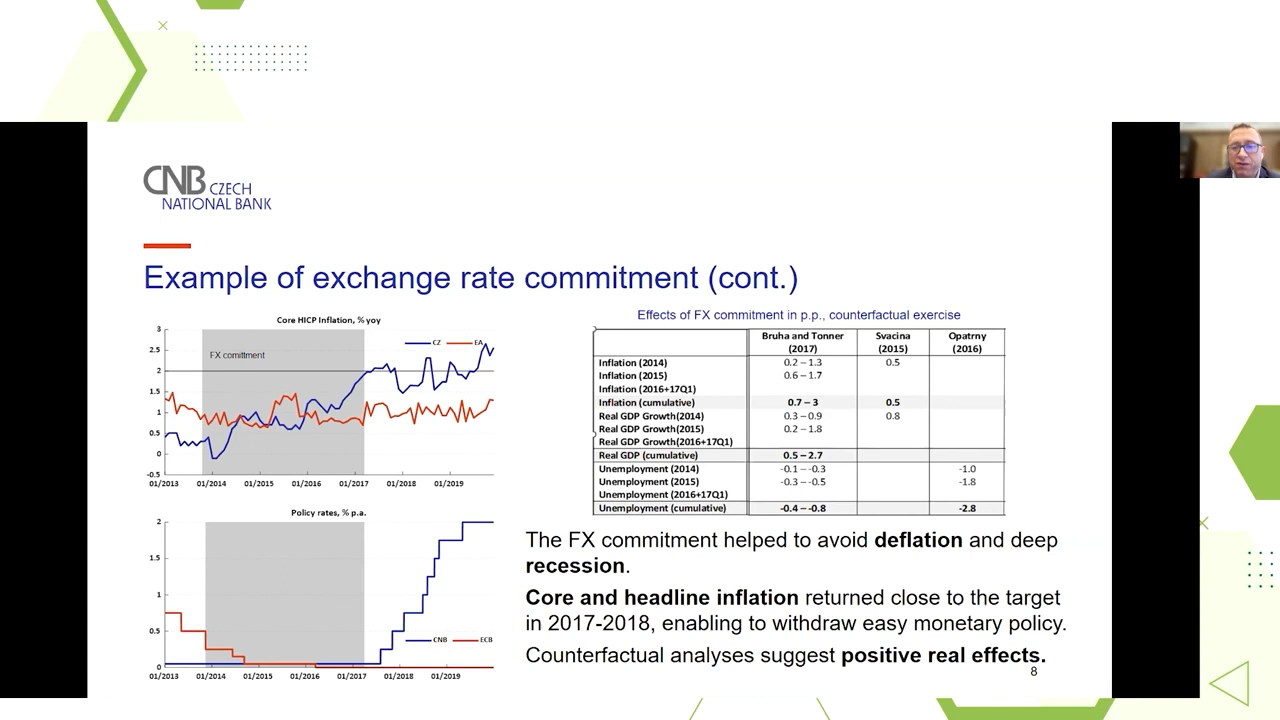 CNB CZECH
NATIONAL BANK
Example of exchange rate commitment (cont.)
Core HICP Inflation, % yoy
3
2.5
2
1.5
1
0.5
0
-0.5
FX comittment
CZ
EA
01/2013 01/2014 01/2015 01/2016 01/2017 01/2018 01/2019
Policy rates, % p.a.
2
1.5
1
0.5
0
CNB
ECB
01/2013 01/2014 01/2015 01/2016 01/2017 01/2018 01/2019
Effects of FX commitment in p.p., counterfactual exercise
Bruha and Tonner Svacina Opatrny
(2017) (2015) (2016)
Inflation (2014) 0.2 – 1.3 0.5
Inflation (2015) 0.6 – 1.7
Inflation (2016+17Q1)
Inflation (cumulative) 0.7 – 3 0.5
Real GDP Growth(2014) 0.3 – 0.9 0.8
Real GDP Growth(2015) 0.2 – 1.8
Real GDP Growth(2016+17Q1)
Real GDP (cumulative) 0.5 – 2.7
Unemployment (2014) -0.1 – -0.3 -1.0
Unemployment (2015) -0.3 – -0.5 -1.8
Unemployment (2016+17Q1)
Unemployment (cumulative) -0.4 – -0.8 -2.8
The FX commitment helped to avoid deflation and deep
recession.
Core and headline inflation returned close to the target
in 2017-2018, enabling to withdraw easy monetary policy.
Counterfactual analyses suggest positive real effects.
8